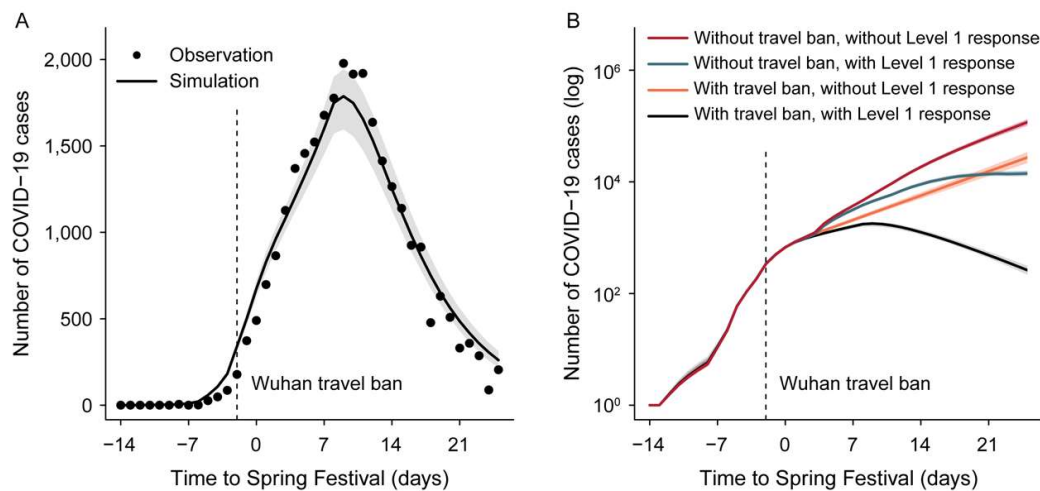 A
Observation
Simulation
2,000
1,500
1,000
500
0
Number of COVID−19 cases
Wuhan travel ban
−14
−7
0
7
14
21
Time to Spring Festival (days)
B
Without travel ban, without Level 1 response
Without travel ban, with Level 1 response
With travel ban, without Level 1 response
With travel ban, with Level 1 response
10⁶
10⁴
10²
10⁰
Number of COVID−19 cases (log)
Wuhan travel ban
−14
−7
0
7
14
21
Time to Spring Festival (days)